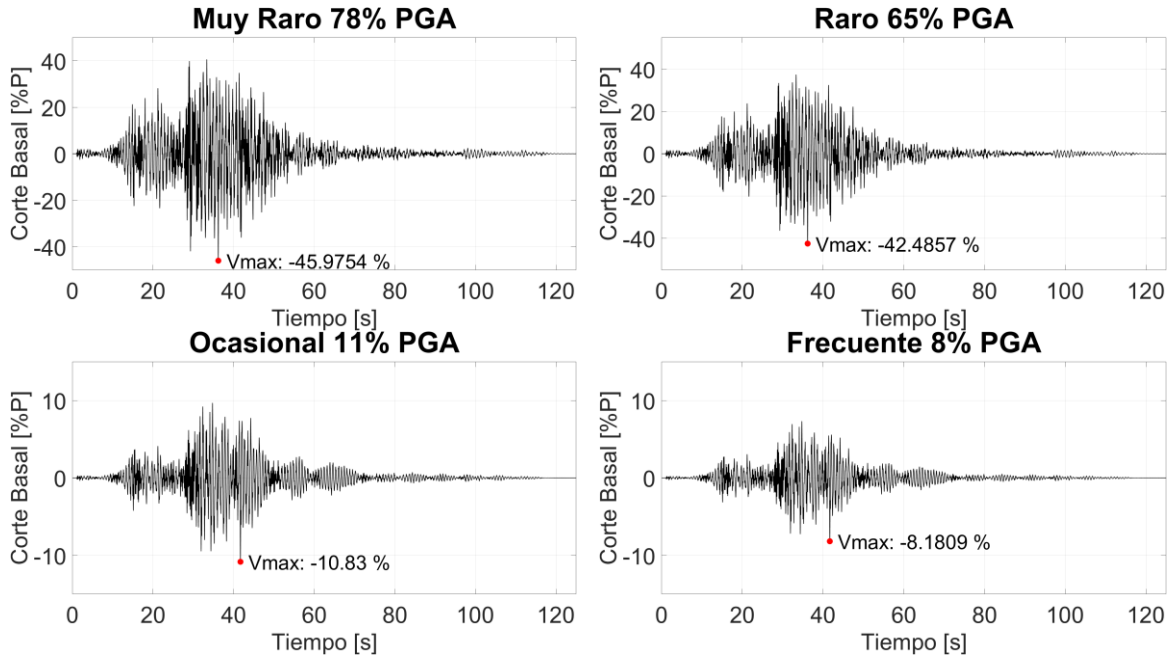 Muy Raro 78% PGA
Corte Basal [%P]
40
20
0
-20
-40
Vmax: -45.9754 %
0 20 40 60 80 100 120
Tiempo [s]
Raro 65% PGA
Corte Basal [%P]
40
20
0
-20
-40
Vmax: -42.4857 %
0 20 40 60 80 100 120
Tiempo [s]
Ocasional 11% PGA
Corte Basal [%P]
10
0
-10
Vmax: -10.83 %
0 20 40 60 80 100 120
Tiempo [s]
Frecuente 8% PGA
Corte Basal [%P]
10
0
-10
Vmax: -8.1809 %
0 20 40 60 80 100 120
Tiempo [s]